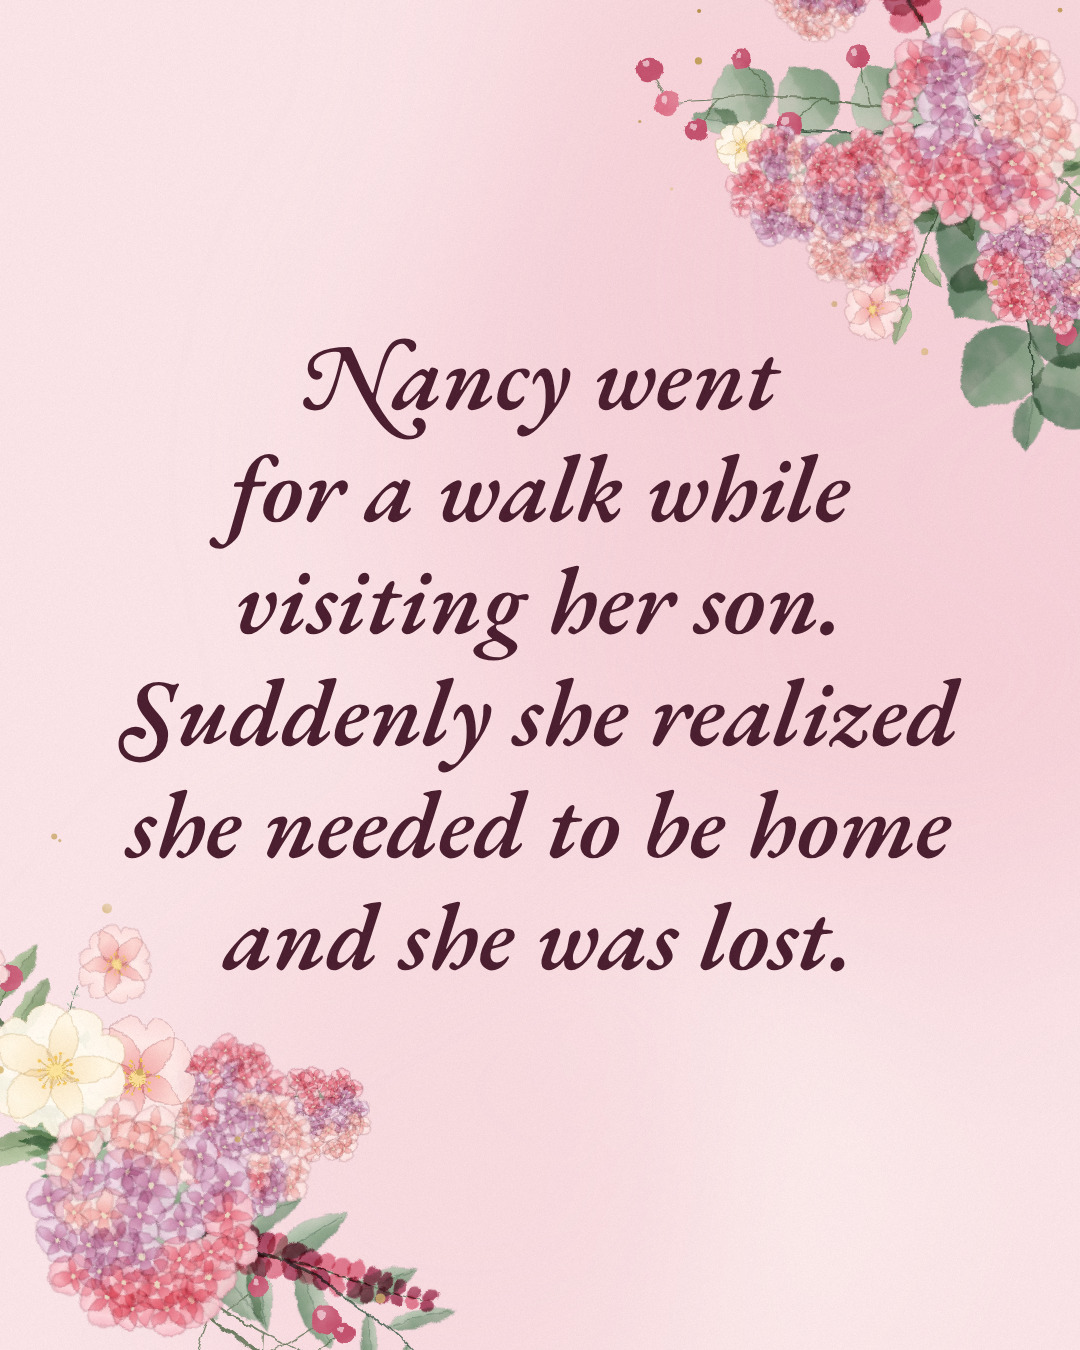 Nancy went
for a walk while
visiting her son.
Suddenly she realized
she needed to be home
and she was lost.